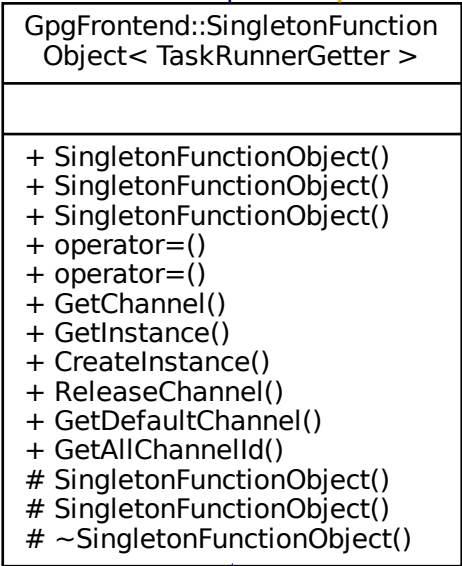 GpgFrontend::SingletonFunction
Object< TaskRunnerGetter >
+ SingletonFunctionObject()
+ SingletonFunctionObject()
+ SingletonFunctionObject()
+ operator=()
+ operator=()
+ GetChannel()
+ GetInstance()
+ CreateInstance()
+ ReleaseChannel()
+ GetDefaultChannel()
+ GetAllChannelId()
# SingletonFunctionObject()
# SingletonFunctionObject()
# ~SingletonFunctionObject()